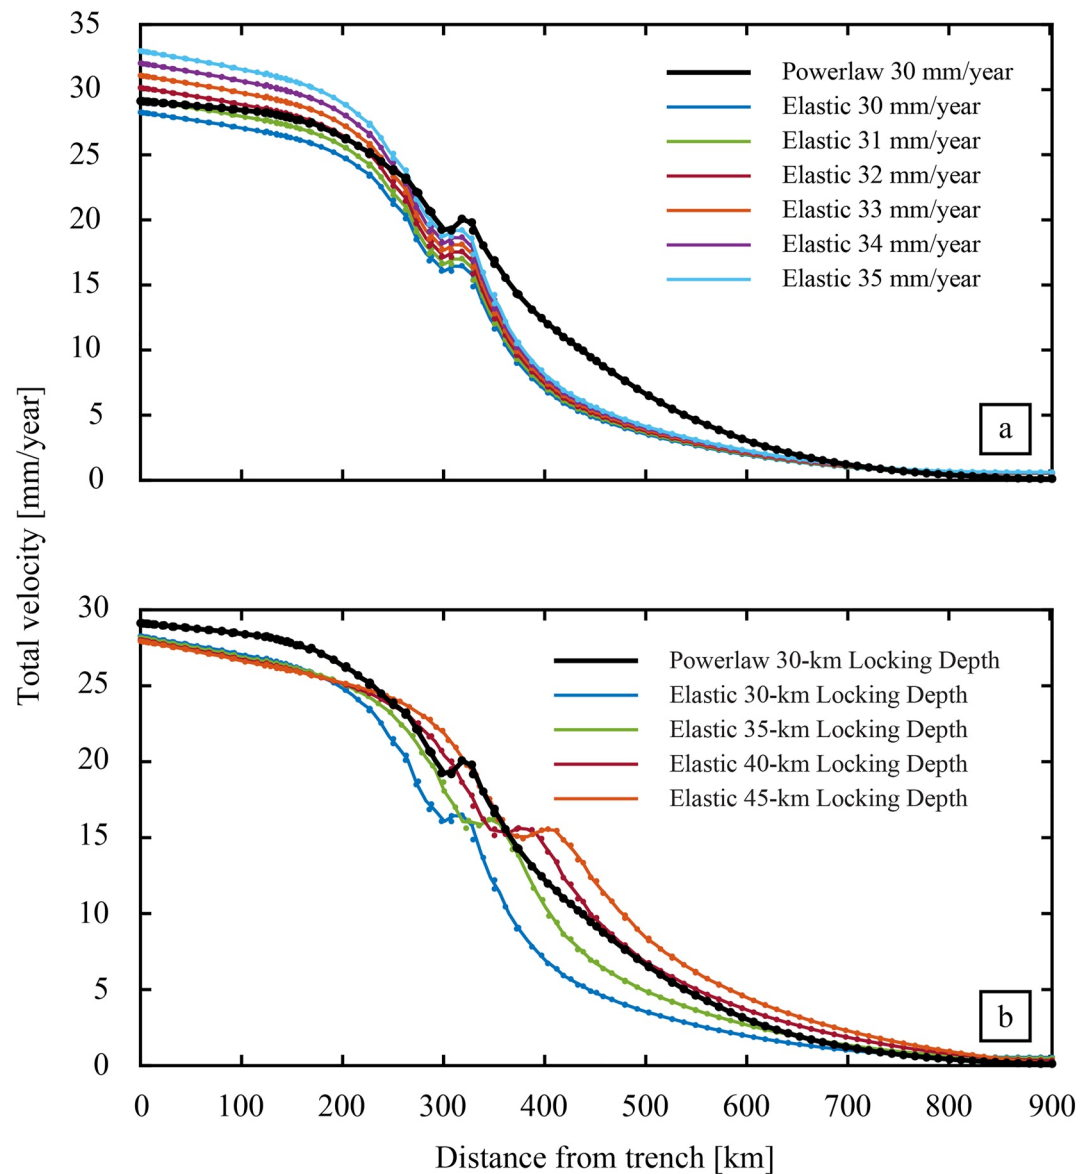 35
30
25
20
15
10
5
0
Powerlaw 30 mm/year
Elastic 30 mm/year
Elastic 31 mm/year
Elastic 32 mm/year
Elastic 33 mm/year
Elastic 34 mm/year
Elastic 35 mm/year
a
Total velocity [mm/year]
30
25
20
15
10
5
0
Powerlaw 30-km Locking Depth
Elastic 30-km Locking Depth
Elastic 35-km Locking Depth
Elastic 40-km Locking Depth
Elastic 45-km Locking Depth
b
0 100 200 300 400 500 600 700 800 900
Distance from trench [km]